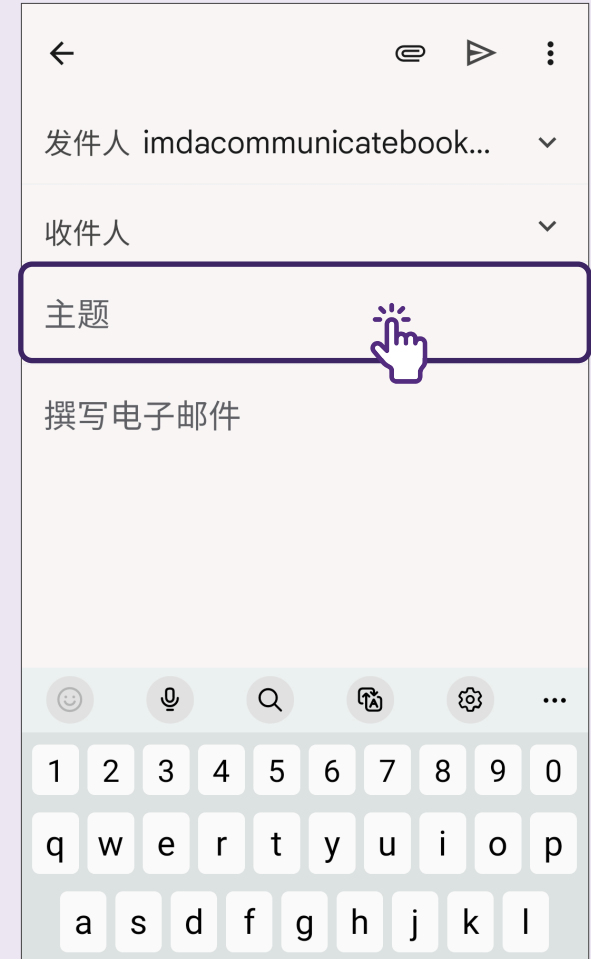 发件人 imdacommunicatebook...
收件人
主题
撰写电子邮件
1 2 3 4 5 6 7 8 9 0
q w e r t y u i o p
a s d f g h j k l